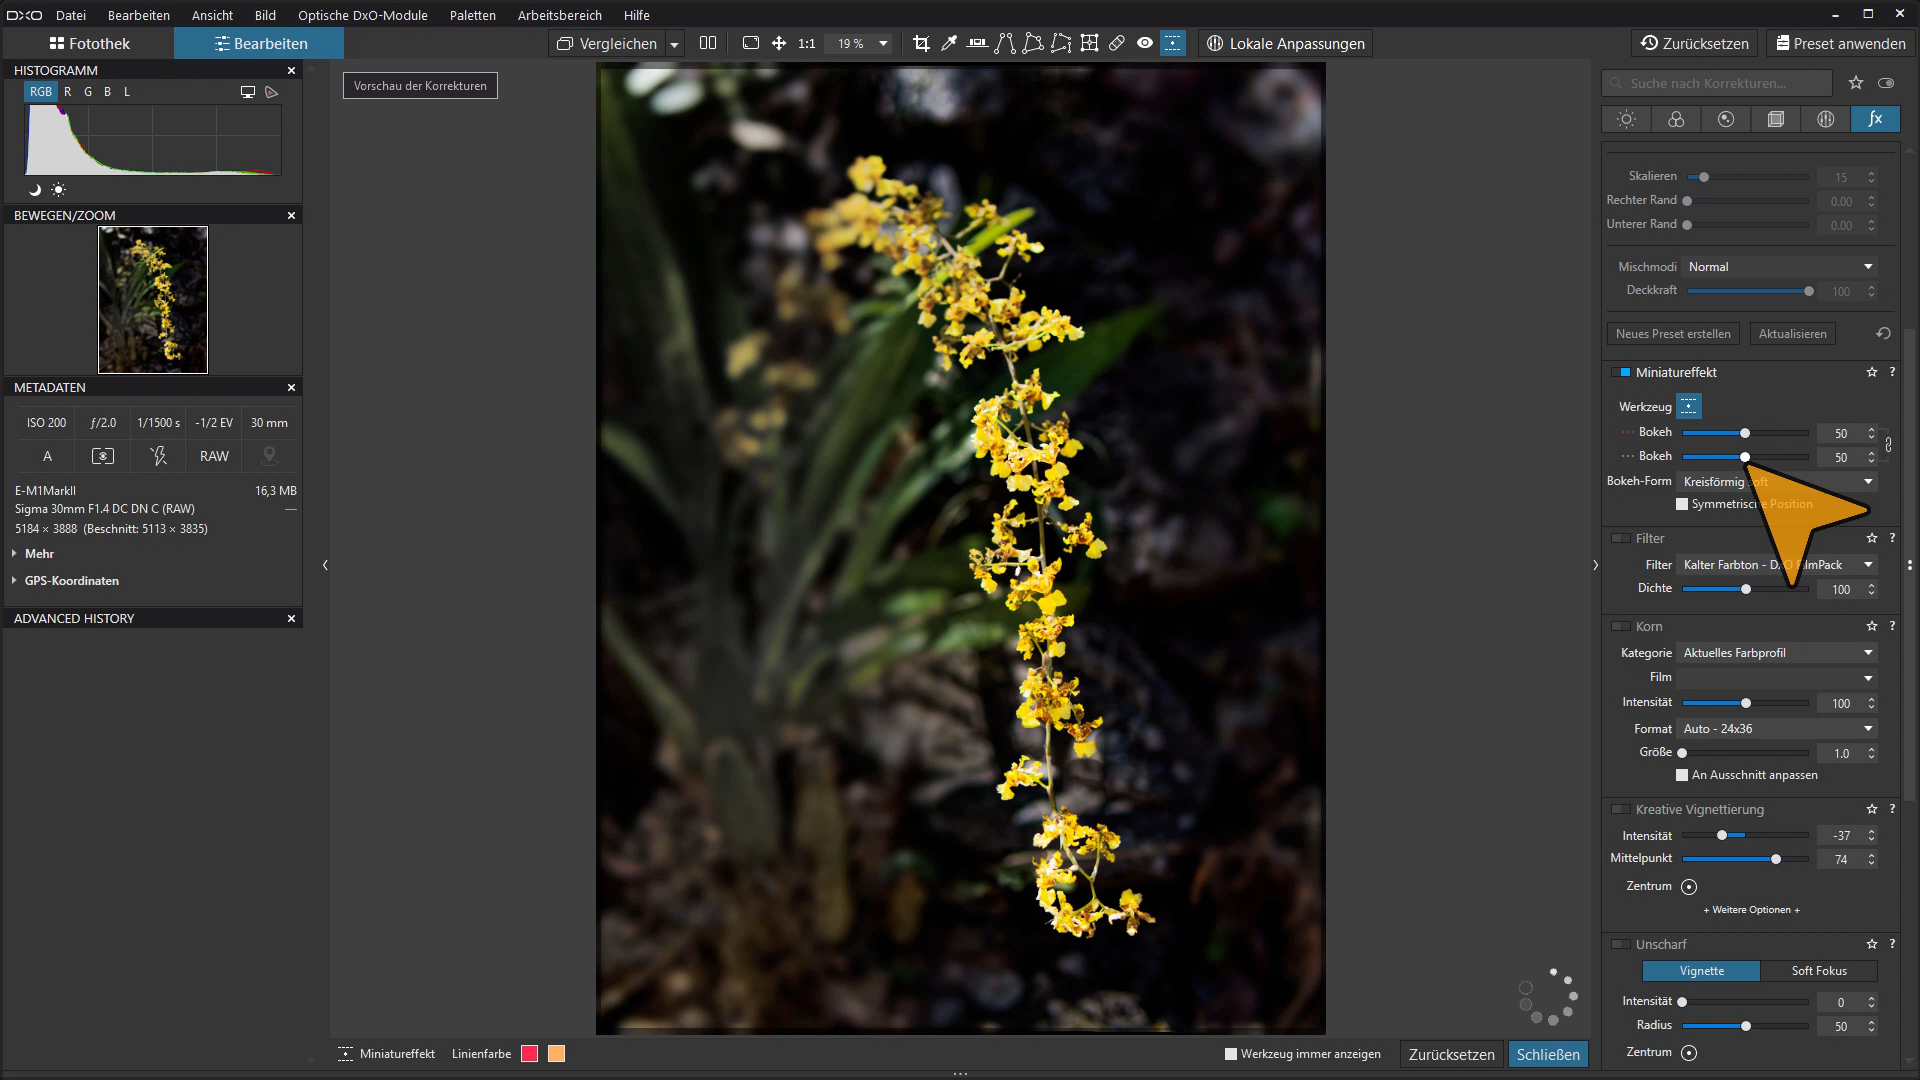 DXO Datei Bearbeiten Ansicht Bild Optische DxO-Module Paletten Arbeitsbereich Hilfe
Fotothek Bearbeiten Vergleichen 1:1 19 % Lokale Anpassungen Zurücksetzen Preset anwenden
HISTOGRAMM
RGB R G B L
BEWEGEN/ZOOM
METADATEN
ISO 200 ƒ/2.0 1/1500 s -1/2 EV 30 mm
A RAW
E-M1MarkII 16,3 MB
Sigma 30mm F1.4 DC DN C (RAW) —
5184 × 3888 (Beschnitt: 5113 × 3835)
Mehr
GPS-Koordinaten
ADVANCED HISTORY
Vorschau der Korrekturen
Suche nach Korrekturen...
fx
Skalieren 15
Rechter Rand 0.00
Unterer Rand 0.00
Mischmodi Normal
Deckkraft 100
Neues Preset erstellen Aktualisieren
Miniatureffekt ?
Werkzeug
Bokeh 50
Bokeh 50
Bokeh-Form Kreisförmig
Symmetrische Position
Filter ?
Filter Kalter Farbton - DxO FilmPack
Dichte 100
Korn ?
Kategorie Aktuelles Farbprofil
Film
Intensität 100
Format Auto - 24x36
Größe 1.0
An Ausschnitt anpassen
Kreative Vignettierung ?
Intensität -37
Mittelpunkt 74
Zentrum
+ Weitere Optionen +
Unscharf ?
Vignette Soft Fokus
Intensität 0
Radius 50
Zentrum
Miniatureffekt Linienfarbe Werkzeug immer anzeigen Zurücksetzen Schließen